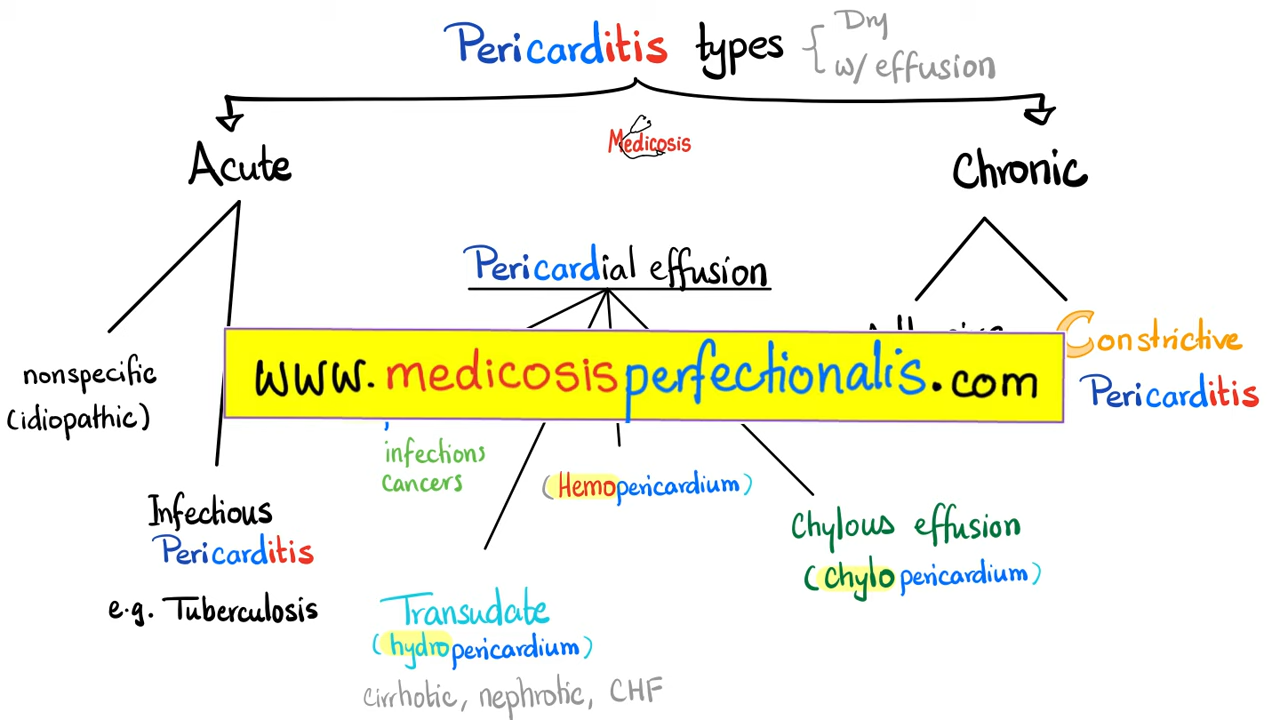 Pericarditis types
Dry
w/ effusion
Medicosis
Acute
Chronic
Pericardial effusion
nonspecific
(idiopathic)
www.medicosisperfectionalis.com
Constrictive
Pericarditis
infections
cancers
(Hemopericardium)
Infectious
Pericarditis
e.g. Tuberculosis
Chylous effusion
(chylopericardium)
Transudate
(hydropericardium)
cirrhotic, nephrotic, CHF